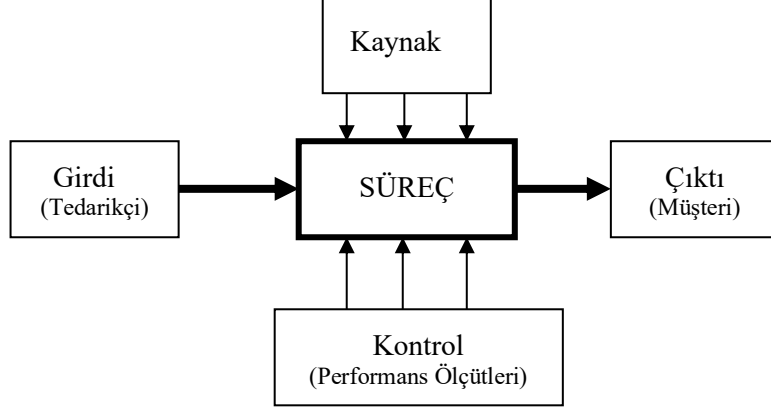 Kaynak
Girdi
(Tedarikçi)
SÜREÇ
Çıktı
(Müşteri)
Kontrol
(Performans Ölçütleri)